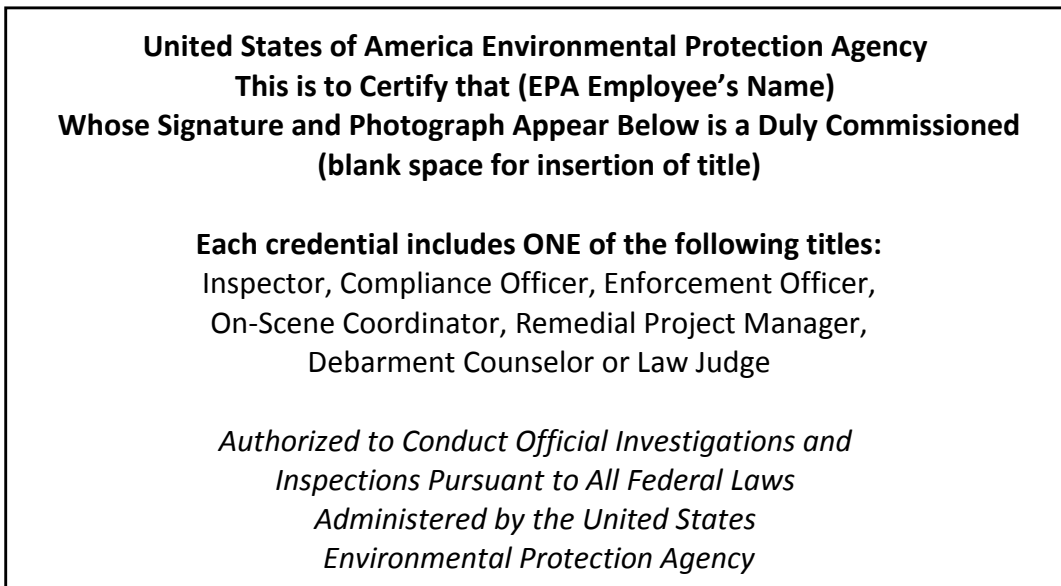 United States of America Environmental Protection Agency
This is to Certify that (EPA Employee’s Name)
Whose Signature and Photograph Appear Below is a Duly Commissioned
(blank space for insertion of title)
Each credential includes ONE of the following titles:
Inspector, Compliance Officer, Enforcement Officer,
On-Scene Coordinator, Remedial Project Manager,
Debarment Counselor or Law Judge
Authorized to Conduct Official Investigations and
Inspections Pursuant to All Federal Laws
Administered by the United States
Environmental Protection Agency